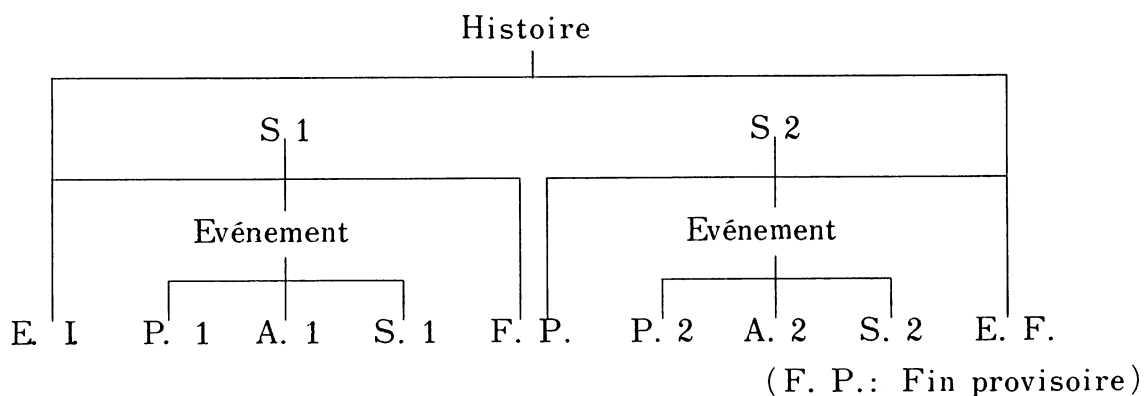 Histoire
S. 1 S. 2
Evénement Evénement
E. I. P. 1 A. 1 S. 1 F. P. P. 2 A. 2 S. 2 E. F.
(F. P.: Fin provisoire)